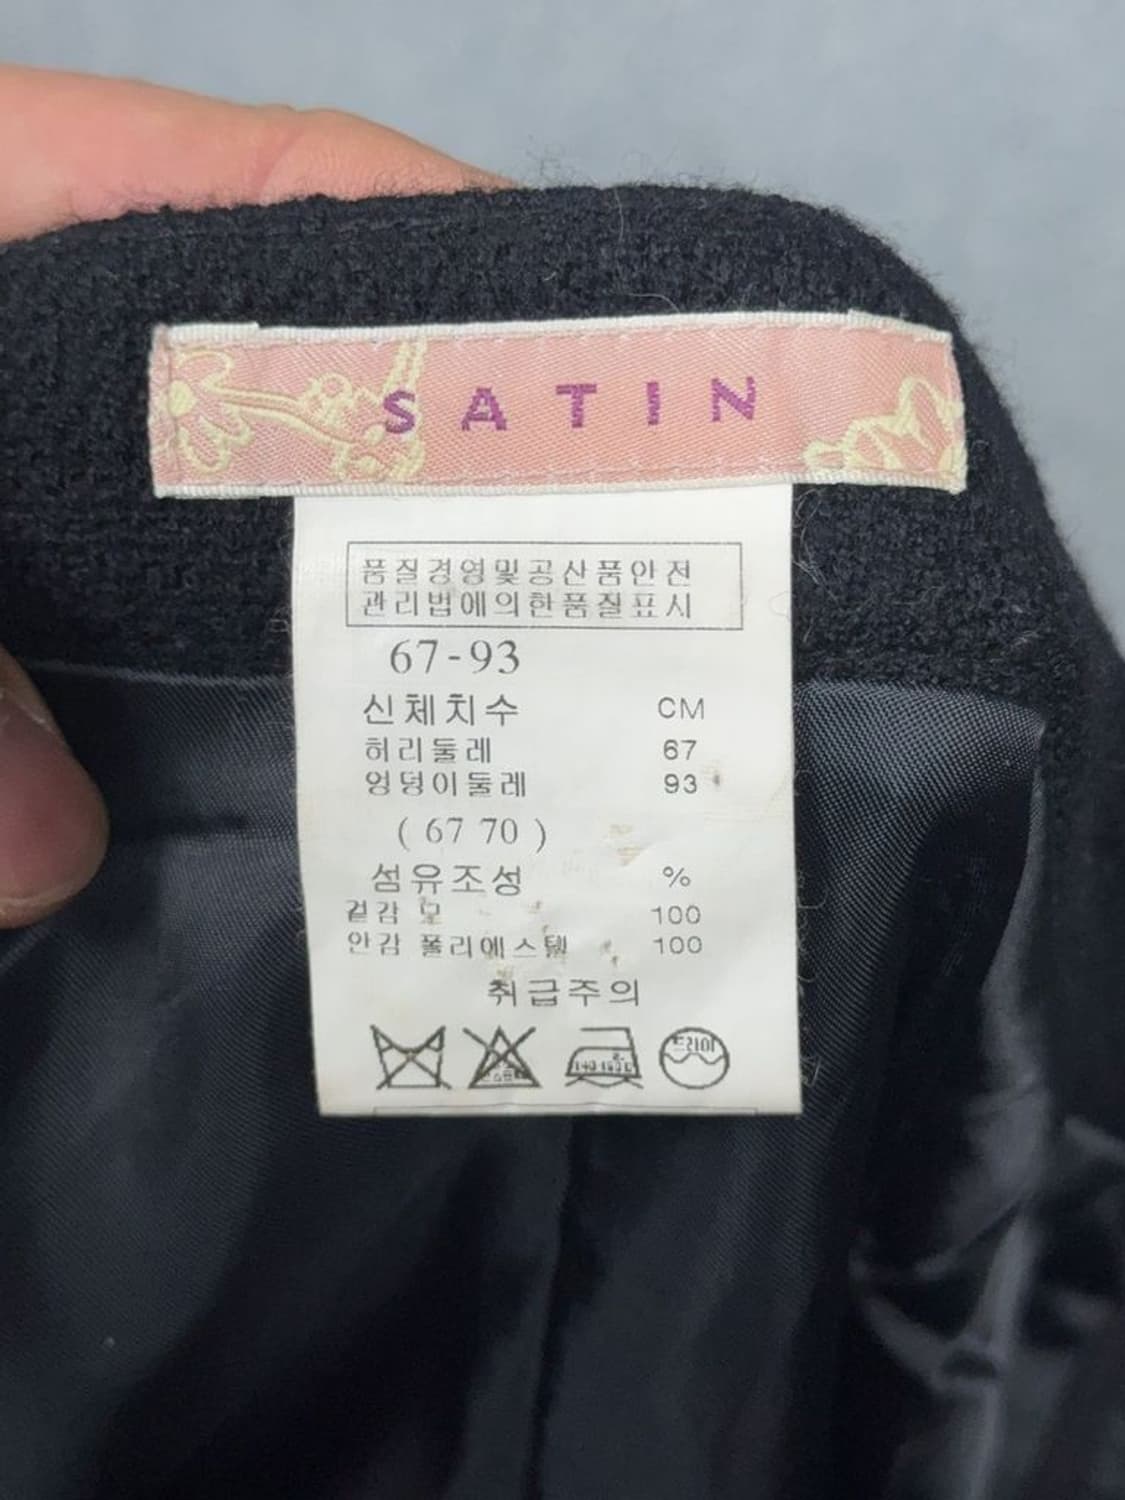 SATIN
품질경영및공산품안전
관리법에의한품질표시
67-93
신체치수 CM
허리둘레 67
엉덩이둘레 93
( 67 70 )
섬유조성 %
겉감 모 100
안감 폴리에스텔 100
취급주의
드라이